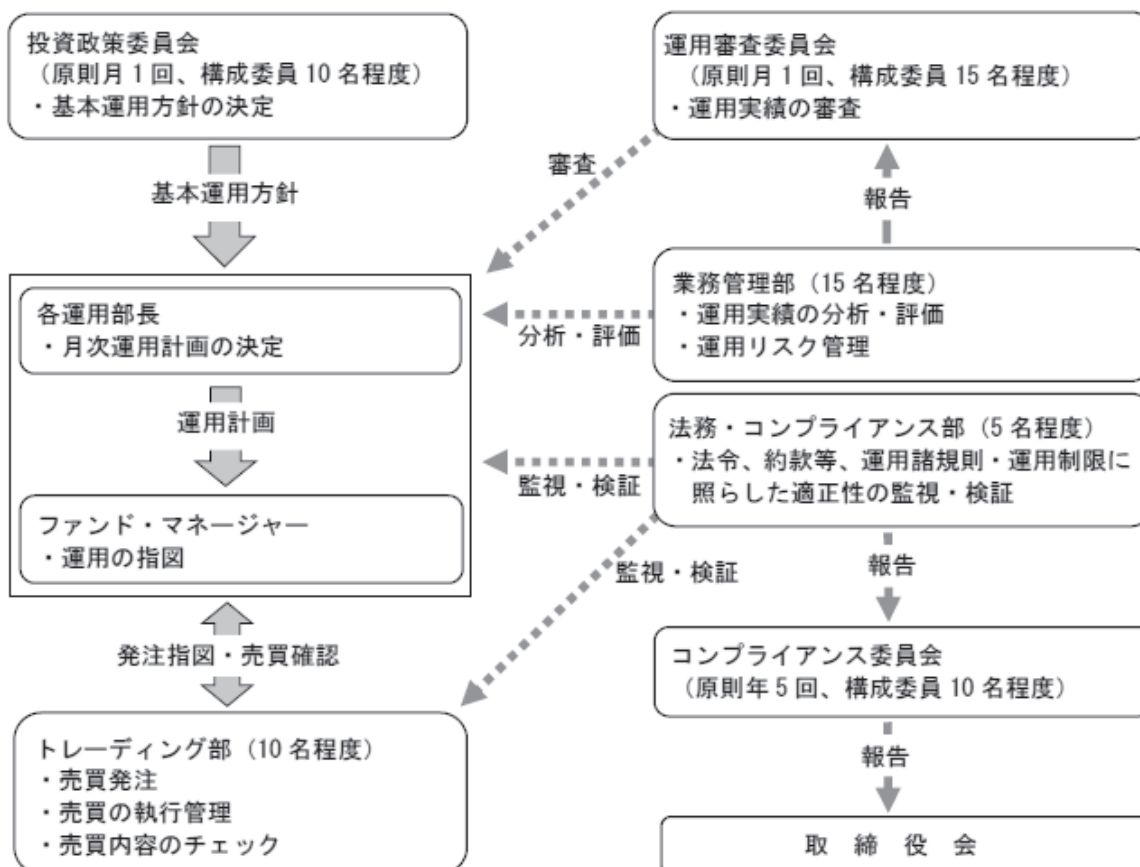 投資政策委員会
（原則月1回、構成委員10名程度）
・基本運用方針の決定
基本運用方針
各運用部長
・月次運用計画の決定
運用計画
ファンド・マネージャー
・運用の指図
発注指図・売買確認
トレーディング部（10名程度）
・売買発注
・売買の執行管理
・売買内容のチェック
運用審査委員会
（原則月1回、構成委員15名程度）
・運用実績の審査
審査
報告
業務管理部（15名程度）
・運用実績の分析・評価
・運用リスク管理
分析・評価
法務・コンプライアンス部（5名程度）
・法令、約款等、運用諸規則・運用制限に
照らした適正性の監視・検証
監視・検証
監視・検証
報告
コンプライアンス委員会
（原則年5回、構成委員10名程度）
報告
取締役会